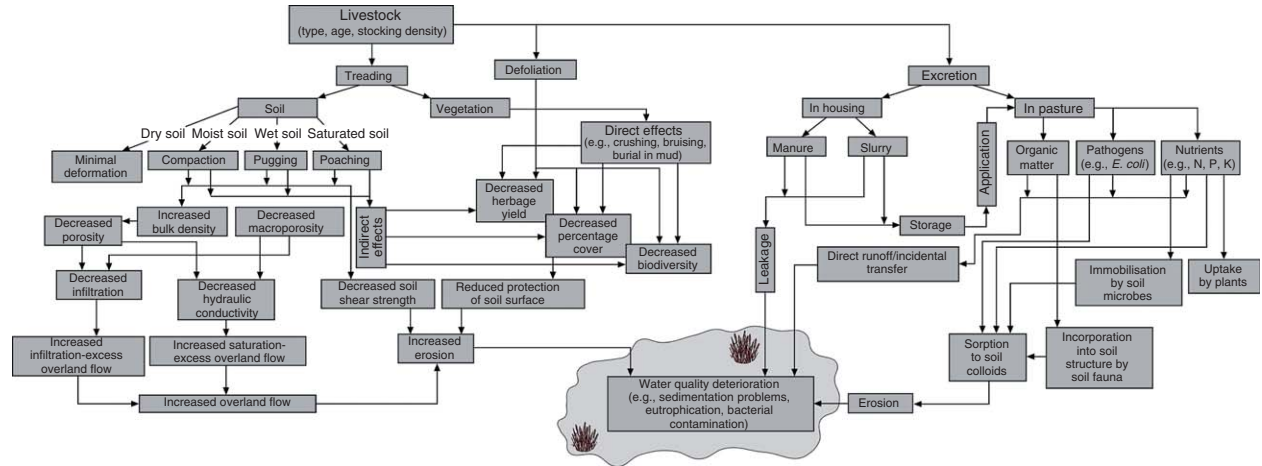 Livestock
(type, age, stocking density)
Treading
Defoliation
Excretion
Soil
Vegetation
In housing
In pasture
Dry soil
Moist soil
Wet soil
Saturated soil
Direct effects
(e.g., crushing, bruising,
burial in mud)
Minimal
deformation
Compaction
Pugging
Poaching
Manure
Slurry
Application
Organic
matter
Pathogens
(e.g., E. coli)
Nutrients
(e.g., N, P, K)
Decreased
herbage
yield
Decreased
porosity
Increased
bulk density
Decreased
macroporosity
Indirect
effects
Decreased
percentage
cover
Decreased
biodiversity
Storage
Leakage
Direct runoff/incidental
transfer
Immobilisation
by soil
microbes
Uptake
by plants
Decreased
infiltration
Decreased
hydraulic
conductivity
Decreased soil
shear strength
Reduced protection
of soil surface
Increased
infiltration-excess
overland flow
Increased saturation-
excess overland flow
Increased
erosion
Sorption
to soil
colloids
Incorporation
into soil
structure by
soil fauna
Increased overland flow
Water quality deterioration
(e.g., sedimentation problems,
eutrophication, bacterial
contamination)
Erosion